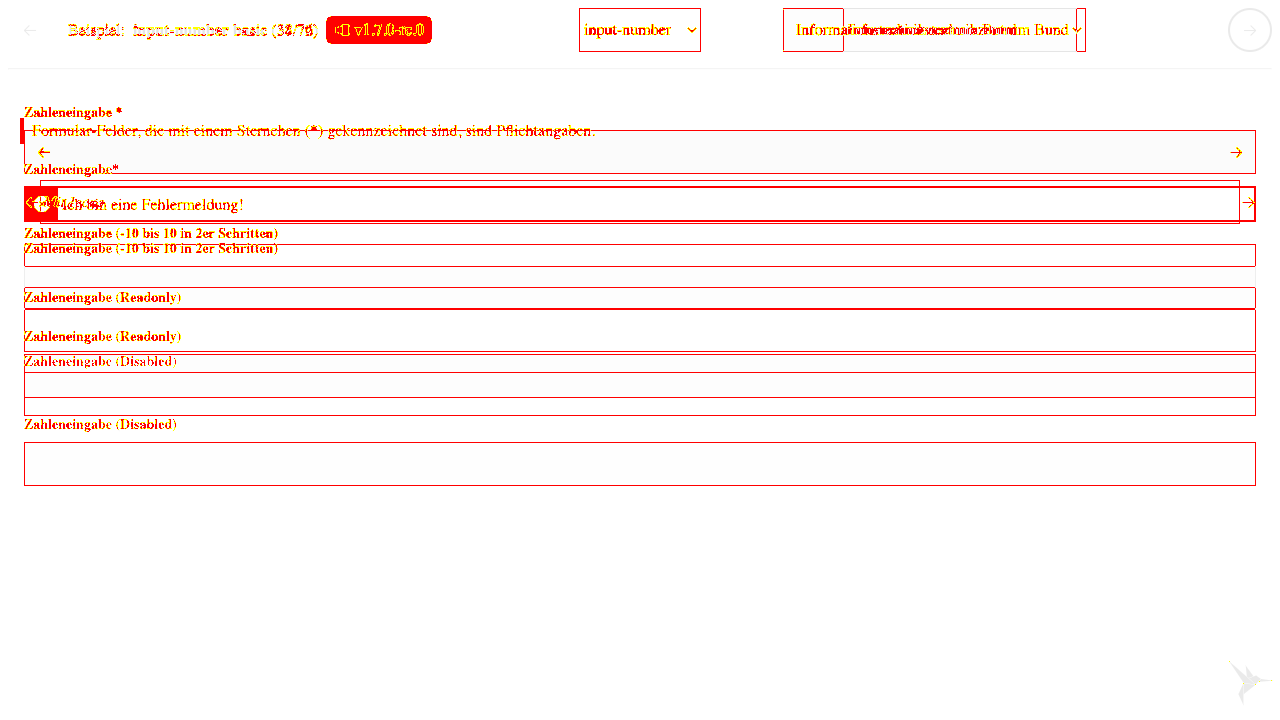 Beispiel: input-number basic
v1.7.0-rc.0
input-number
Informationstechnikzentrum Bund
Zahleneingabe *
Formular-Felder, die mit einem Sternchen (*) gekennzeichnet sind, sind Pflichtangaben.
Zahleneingabe*
Ich bin eine Fehlermeldung!
Zahleneingabe (-10 bis 10 in 2er Schritten)
Zahleneingabe (-10 bis 10 in 2er Schritten)
Zahleneingabe (Readonly)
Zahleneingabe (Readonly)
Zahleneingabe (Disabled)
Zahleneingabe (Disabled)